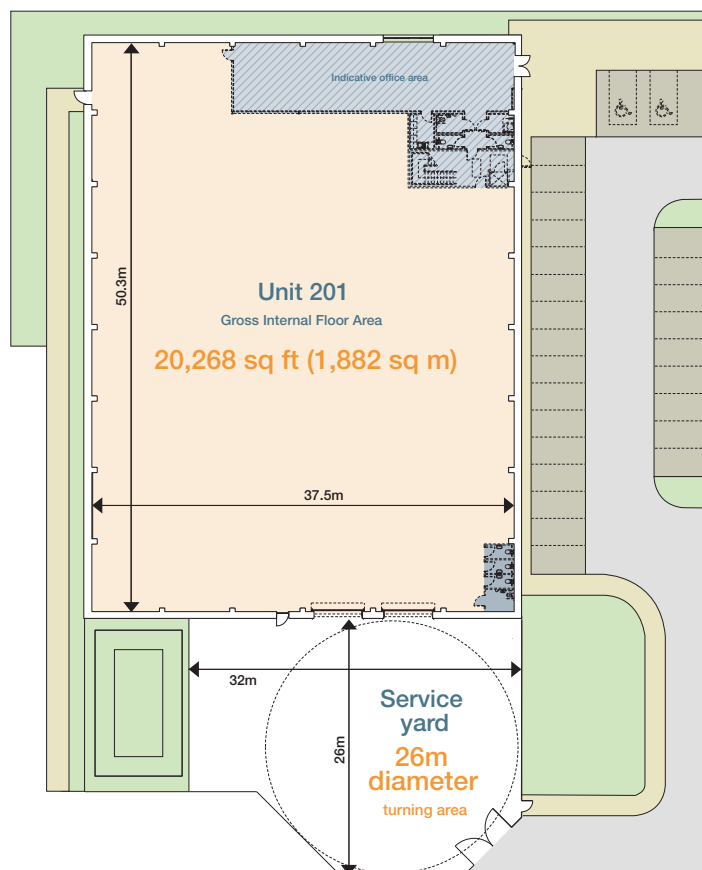 Indicative office area
50.3m
Unit 201
Gross Internal Floor Area
20,268 sq ft (1,882 sq m)
37.5m
32m
26m
Service
yard
26m
diameter
turning area